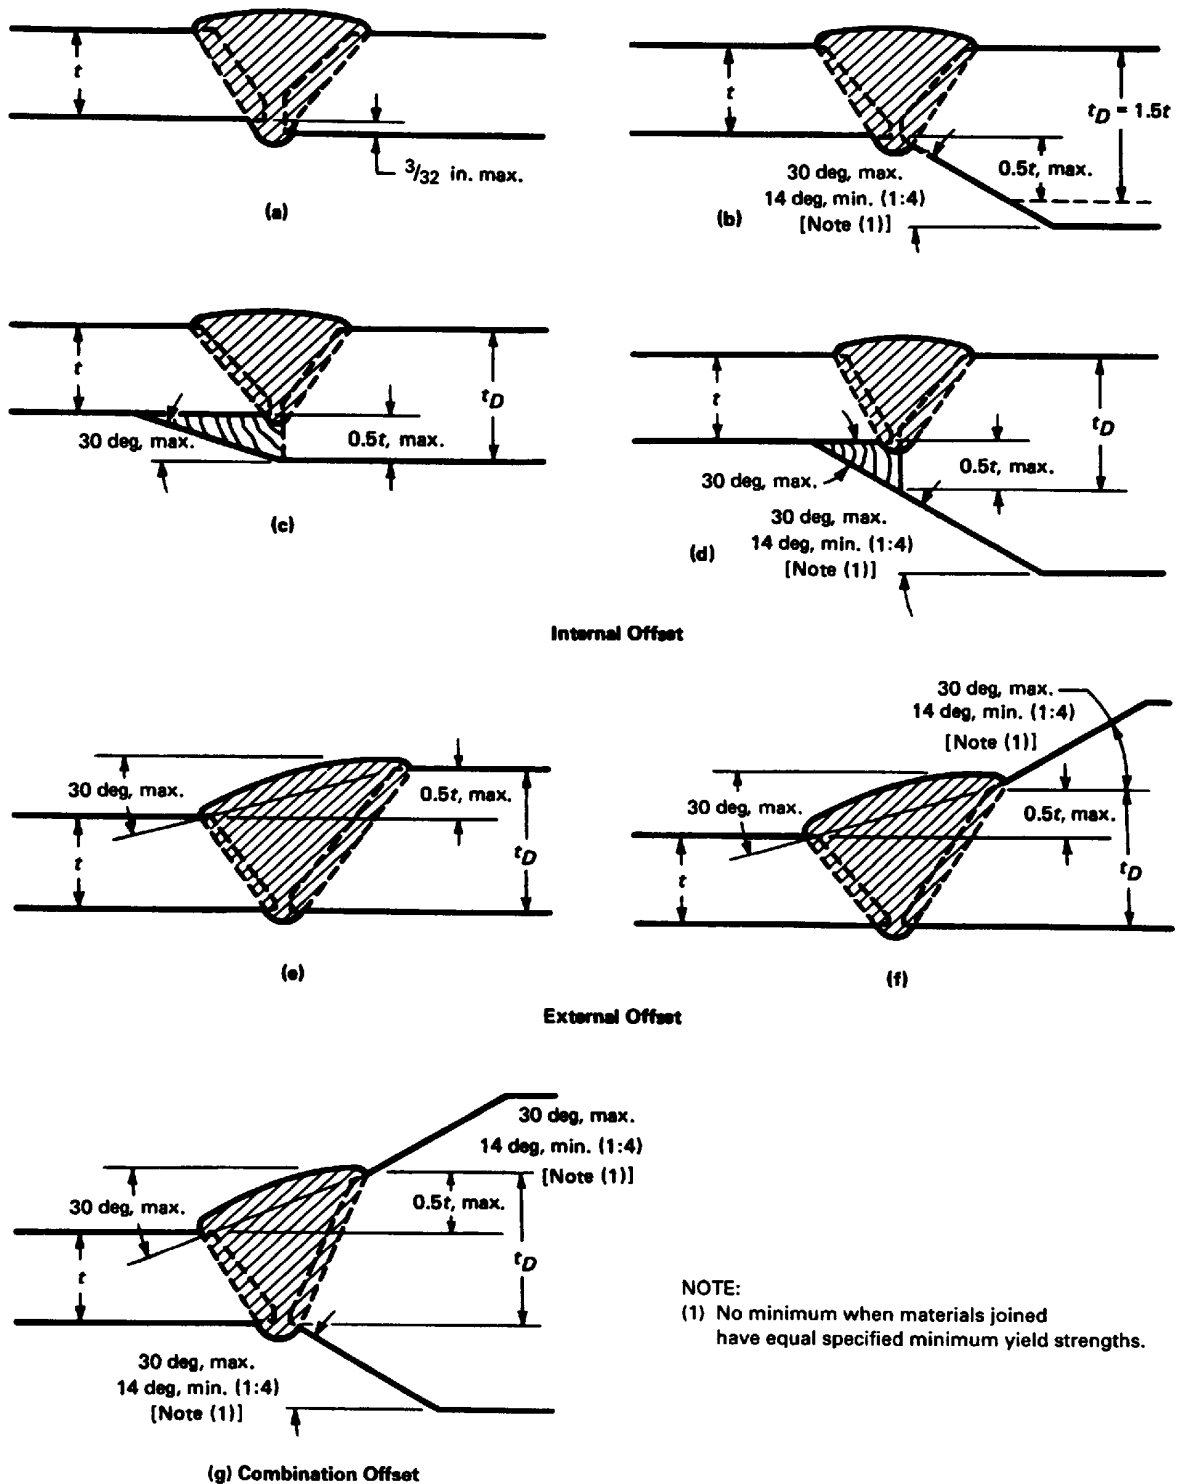 t
3/32 in. max.
(a)
t
tD = 1.5t
0.5t, max.
30 deg, max.
14 deg, min. (1:4)
[Note (1)]
(b)
t
tD
30 deg, max.
0.5t, max.
(c)
t
tD
0.5t, max.
30 deg, max.
30 deg, max.
14 deg, min. (1:4)
[Note (1)]
(d)
Internal Offset
30 deg, max.
0.5t, max.
t
tD
(e)
30 deg, max.
14 deg, min. (1:4)
[Note (1)]
30 deg, max.
0.5t, max.
t
tD
(f)
External Offset
30 deg, max.
14 deg, min. (1:4)
[Note (1)]
30 deg, max.
0.5t, max.
t
tD
30 deg, max.
14 deg, min. (1:4)
[Note (1)]
(g) Combination Offset
NOTE:
(1) No minimum when materials joined
have equal specified minimum yield strengths.